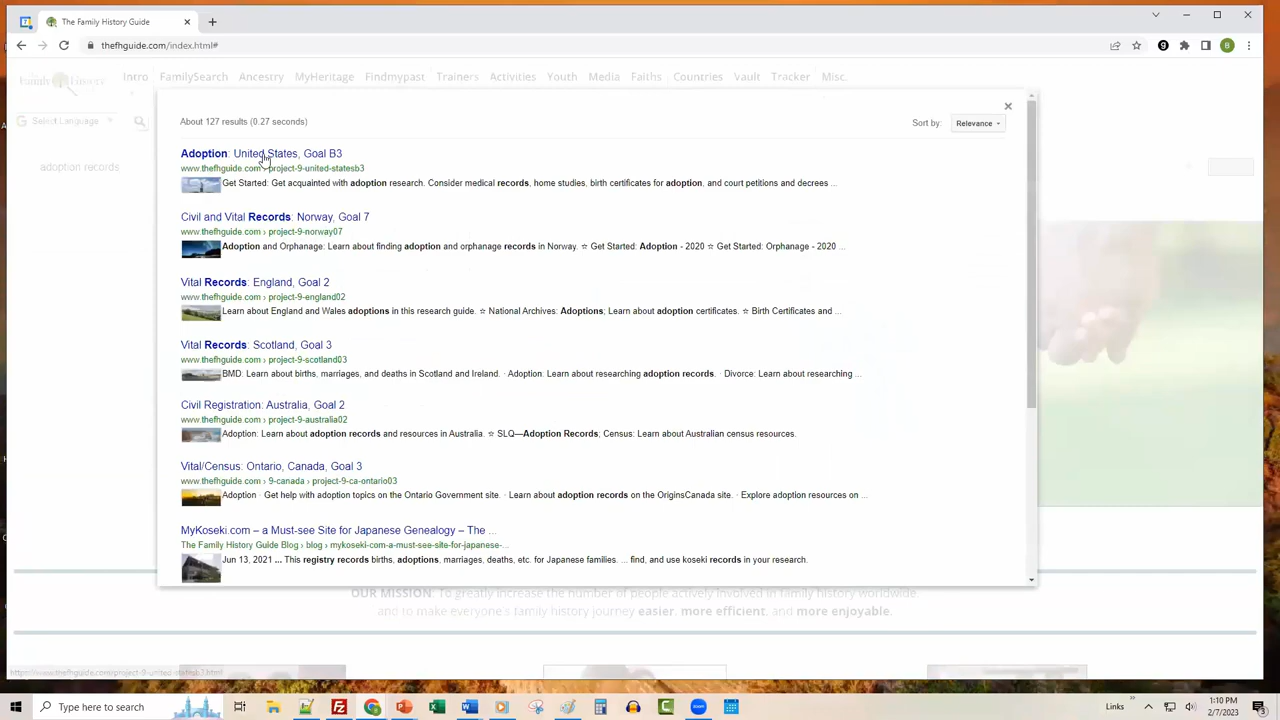 The Family History Guide
thefhguide.com/index.html#
Intro FamilySearch Ancestry MyHeritage Findmypast Trainers Activities Youth Media Faiths Countries Vault Tracker Misc.
Family History
Select Language
adoption records
About 127 results (0.27 seconds)
Sort by: Relevance
Adoption: United States, Goal B3
www.thefhguide.com › project-9-united-statesb3
Get Started: Get acquainted with adoption research. Consider medical records, home studies, birth certificates for adoption, and court petitions and decrees ...
Civil and Vital Records: Norway, Goal 7
www.thefhguide.com › project-9-norway07
Adoption and Orphanage: Learn about finding adoption and orphanage records in Norway. ☆ Get Started: Adoption - 2020 ☆ Get Started: Orphanage - 2020 ...
Vital Records: England, Goal 2
www.thefhguide.com › project-9-england02
Learn about England and Wales adoptions in this research guide. ☆ National Archives: Adoptions; Learn about adoption certificates. ☆ Birth Certificates and ...
Vital Records: Scotland, Goal 3
www.thefhguide.com › project-9-scotland03
BMD. Learn about births, marriages, and deaths in Scotland and Ireland. · Adoption: Learn about researching adoption records. · Divorce: Learn about researching ...
Civil Registration: Australia, Goal 2
www.thefhguide.com › project-9-australia02
Adoption: Learn about adoption records and resources in Australia. ☆ SLQ—Adoption Records; Census: Learn about Australian census resources.
Vital/Census: Ontario, Canada, Goal 3
www.thefhguide.com › 9-canada › project-9-ca-ontario03
Adoption · Get help with adoption topics on the Ontario Government site. · Learn about adoption records on the OriginsCanada site. · Explore adoption resources on ...
MyKoseki.com – a Must-see Site for Japanese Genealogy – The ...
The Family History Guide Blog › blog › mykoseki-com-a-must-see-site-for-japanese-...
Jun 13, 2021 ... This registry records births, adoptions, marriages, deaths, etc. for Japanese families. ... find, and use koseki records in your research.
OUR MISSION: To greatly increase the number of people actively involved in family history worldwide
and to make everyone's family history journey easier, more efficient, and more enjoyable.
https://www.thefhguide.com/project-9-united-statesb3.html
Type here to search
Links
1:10 PM
2/7/2023